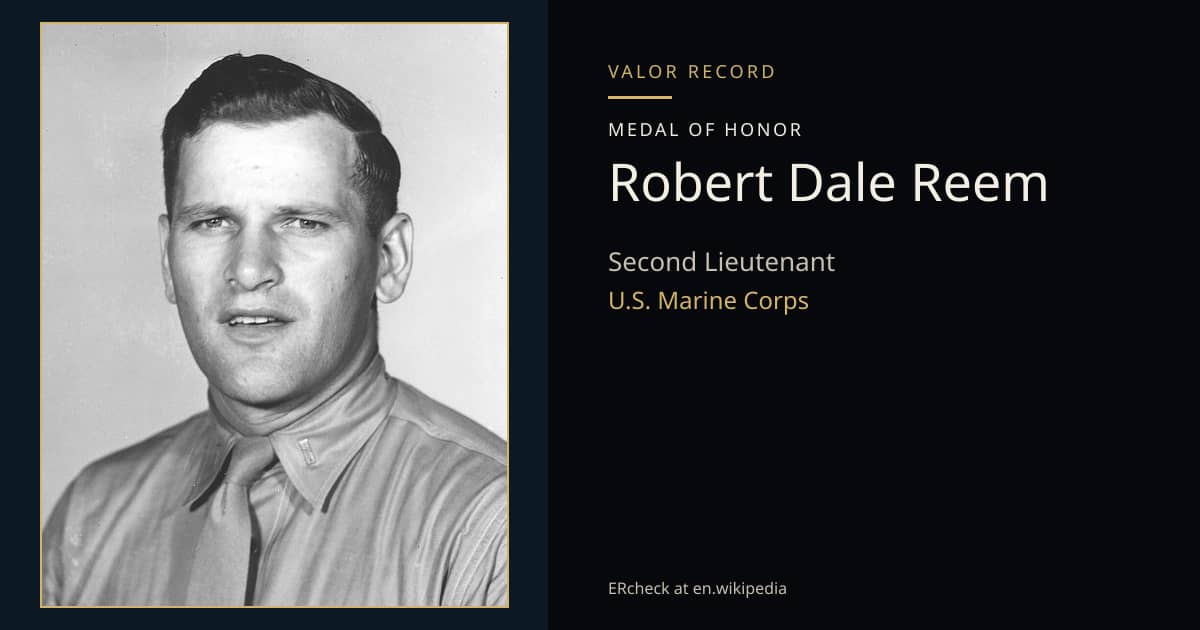 VALOR RECORD
MEDAL OF HONOR
Robert Dale Reem
Second Lieutenant
U.S. Marine Corps
ERcheck at en.wikipedia